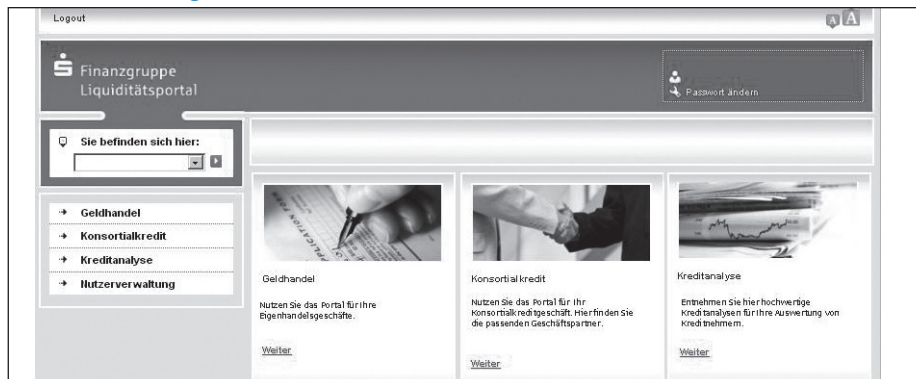 Logout
A A
Finanzgruppe
Liquiditätsportal
Passwort ändern
Sie befinden sich hier:
Geldhandel
Konsortialkredit
Kreditanalyse
Nutzerverwaltung
APPLICATION FORM
Geldhandel
Nutzen Sie das Portal für Ihre
Eigenhandelsgeschäfte.
Weiter
Konsortialkredit
Nutzen Sie das Portal für Ihr
Konsortialkreditgeschäft. Hier finden Sie
die passenden Geschäftspartner.
Weiter
Kreditanalyse
Entnehmen Sie hier hochwertige
Kreditanalysen für Ihre Auswertung von
Kreditnehmern.
Weiter